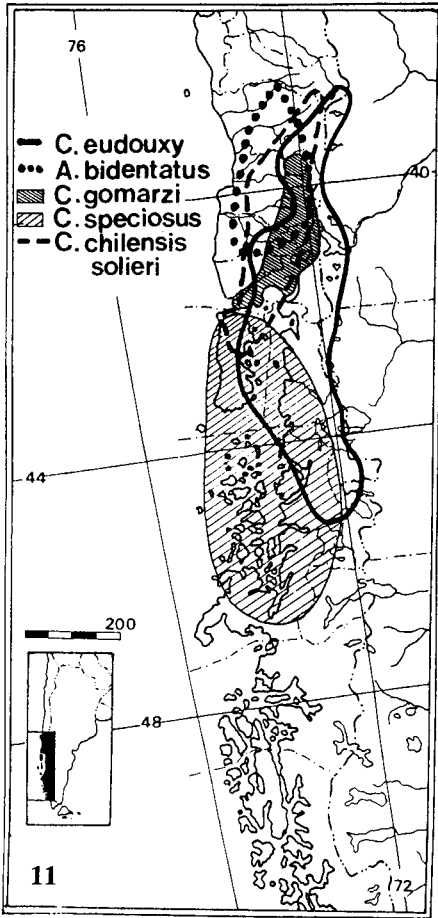 76
C. eudouxy
A. bidentatus
C. gomarzi
C. speciosus
C. chilensis
solieri
40
44
200
48
11
72